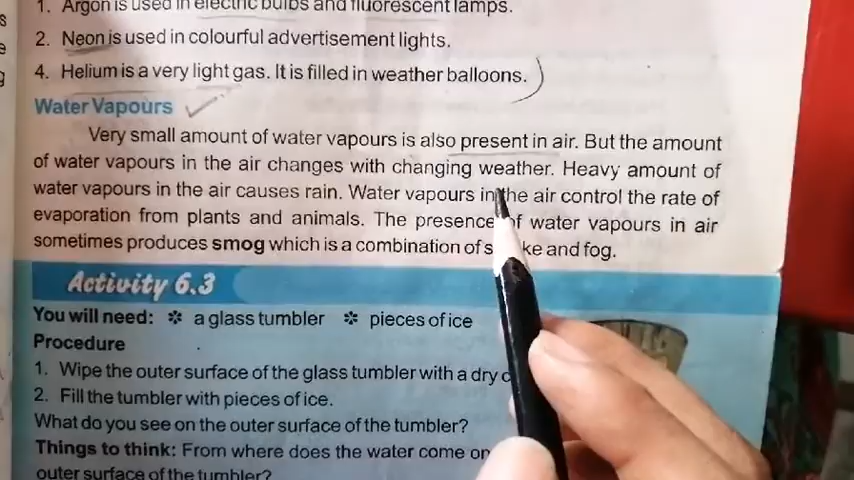 1. Argon is used in electric bulbs and fluorescent lamps.
2. Neon is used in colourful advertisement lights.
4. Helium is a very light gas. It is filled in weather balloons.
Water Vapours
Very small amount of water vapours is also present in air. But the amount
of water vapours in the air changes with changing weather. Heavy amount of
water vapours in the air causes rain. Water vapours in the air control the rate of
evaporation from plants and animals. The presence of water vapours in air
sometimes produces smog which is a combination of smoke and fog.
Activity 6.3
You will need: ❊ a glass tumbler ❊ pieces of ice
Procedure
1. Wipe the outer surface of the glass tumbler with a dry
2. Fill the tumbler with pieces of ice.
What do you see on the outer surface of the tumbler?
Things to think: From where does the water come on
outer surface of the tumbler?